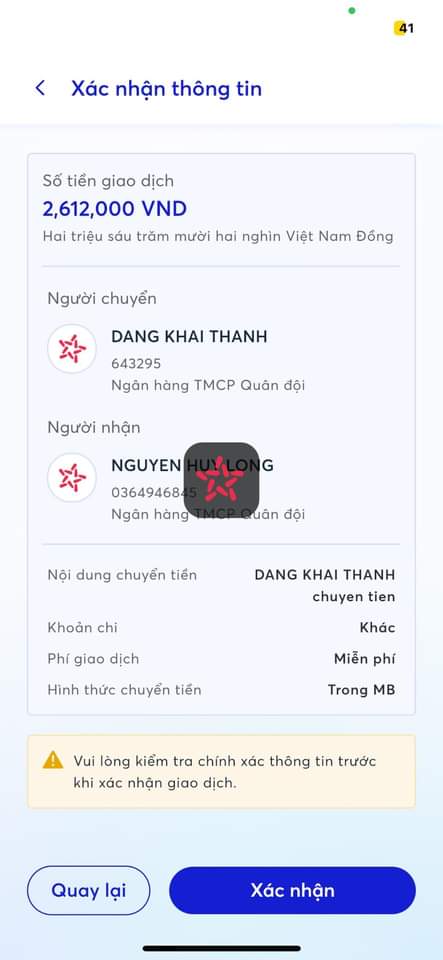 41
Xác nhận thông tin
Số tiền giao dịch
2,612,000 VND
Hai triệu sáu trăm mười hai nghìn Việt Nam Đồng
Người chuyển
DANG KHAI THANH
643295
Ngân hàng TMCP Quân đội
Người nhận
NGUYEN HUY LONG
0364946845
Ngân hàng TMCP Quân đội
Nội dung chuyển tiền DANG KHAI THANH
chuyen tien
Khoản chi Khác
Phí giao dịch Miễn phí
Hình thức chuyển tiền Trong MB
Vui lòng kiểm tra chính xác thông tin trước
khi xác nhận giao dịch.
Quay lại Xác nhận